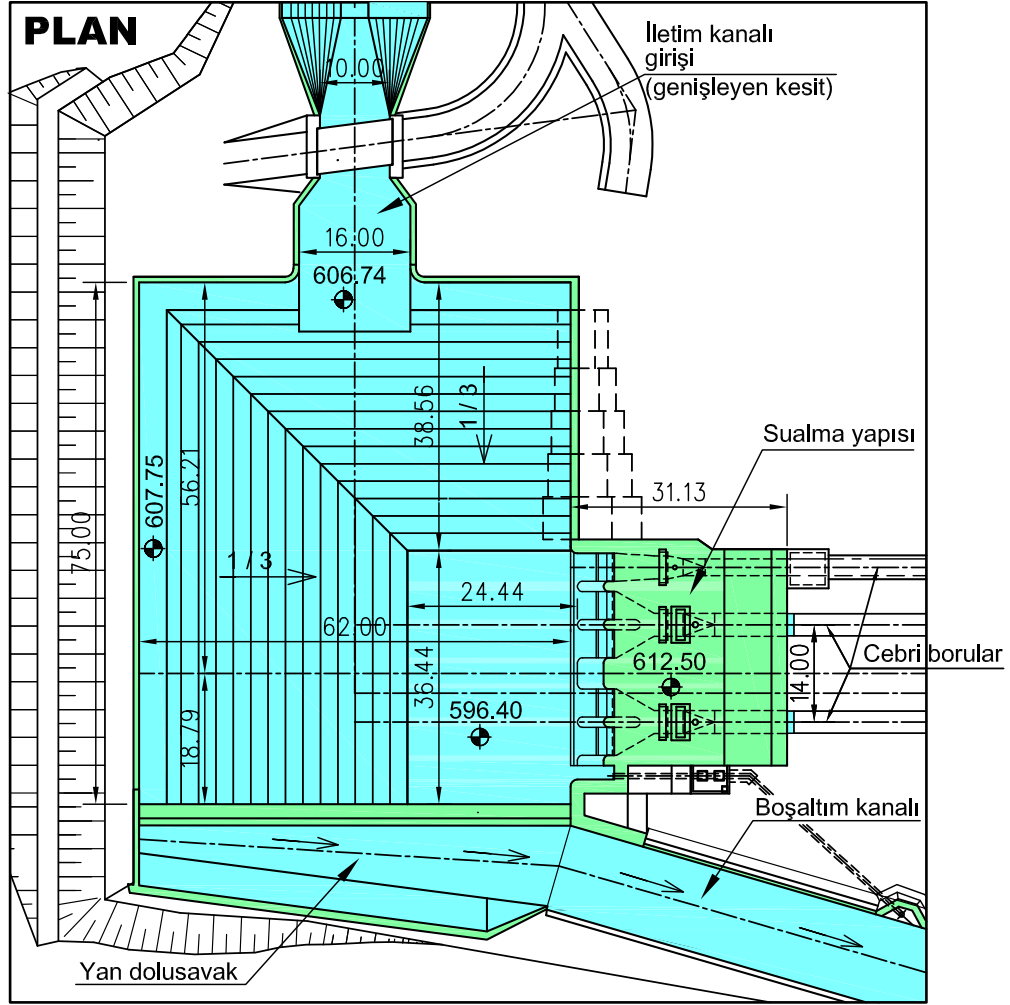 PLAN
İletim kanalı
girişi
(genişleyen kesit)
10.00
16.00
606.74
38.56
1 / 3
Sualma yapısı
56.21
607.75
31.13
75.00
1 / 3
24.44
62.00
36.44
612.50
14.00
Cebri borular
18.79
596.40
Boşaltım kanalı
Yan dolusavak